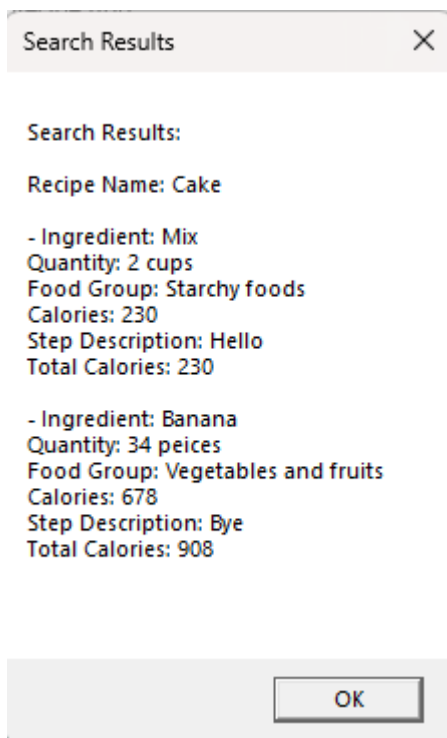 Search Results
Search Results:
Recipe Name: Cake
- Ingredient: Mix
Quantity: 2 cups
Food Group: Starchy foods
Calories: 230
Step Description: Hello
Total Calories: 230
- Ingredient: Banana
Quantity: 34 peices
Food Group: Vegetables and fruits
Calories: 678
Step Description: Bye
Total Calories: 908
OK